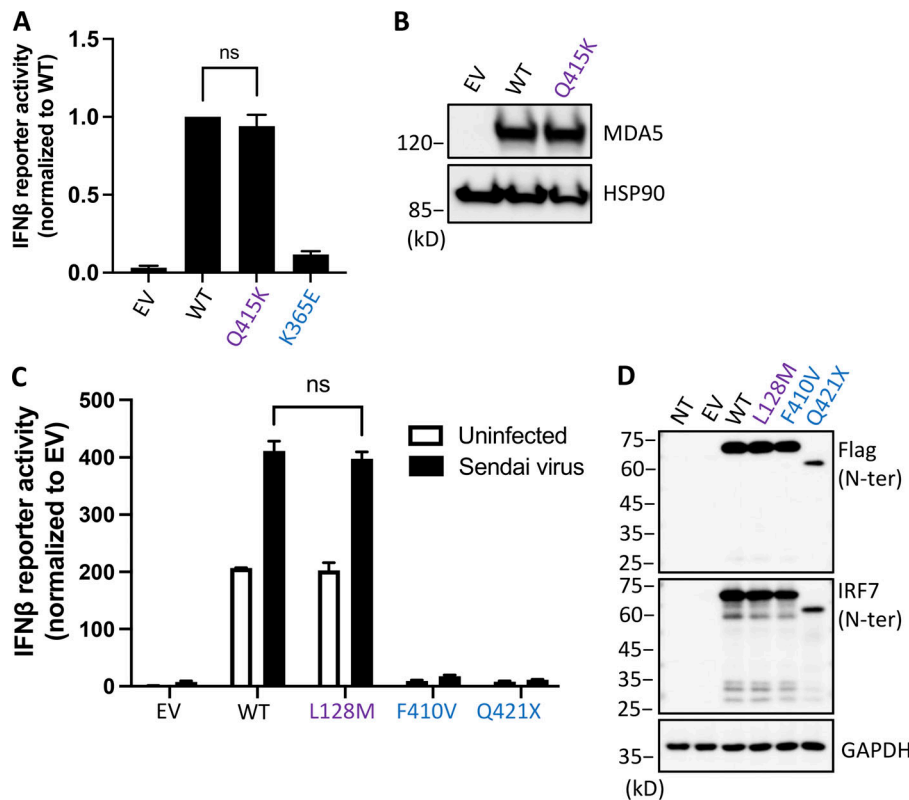 A
IFNβ reporter activity
(normalized to WT)
1.5
1.0
0.5
0.0
ns
EV
WT
Q415K
K365E
B
EV
WT
Q415K
120–
MDA5
85–
HSP90
(kD)
C
IFNβ reporter activity
(normalized to EV)
500
400
300
200
100
0
ns
Uninfected
Sendai virus
EV
WT
L128M
F410V
Q421X
D
NT
EV
WT
L128M
F410V
Q421X
75–
60–
45–
35–
25–
Flag
(N-ter)
75–
60–
45–
35–
25–
IRF7
(N-ter)
35–
GAPDH
(kD)